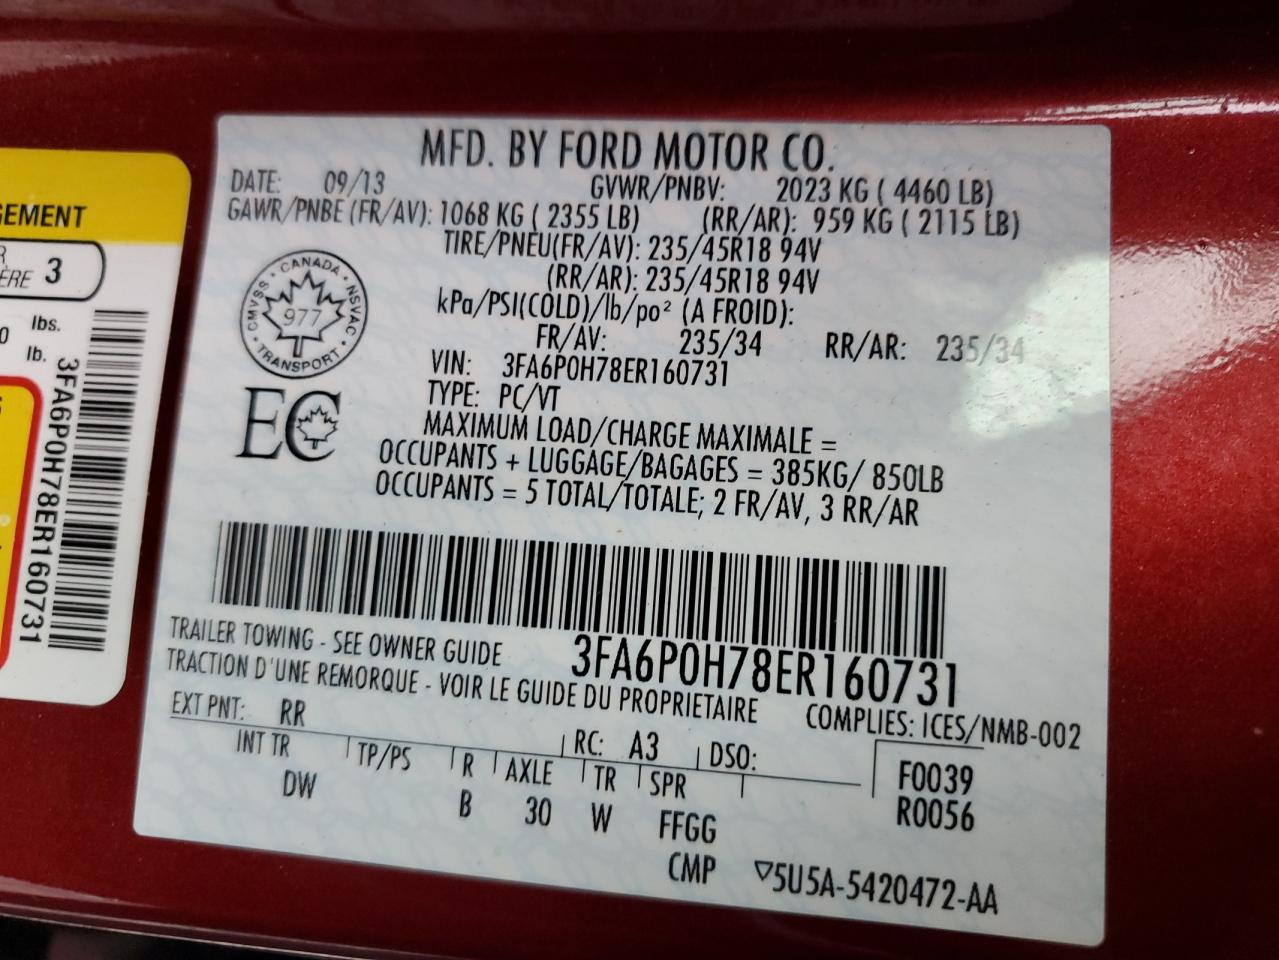 GEMENT
3
lbs.
lb.
3FA6P0H78ER160731
MFD. BY FORD MOTOR CO.
DATE: 09/13 GVWR/PNBV: 2023 KG ( 4460 LB)
GAWR/PNBE (FR/AV): 1068 KG ( 2355 LB) (RR/AR): 959 KG ( 2115 LB)
TIRE/PNEU(FR/AV): 235/45R18 94V
(RR/AR): 235/45R18 94V
kPa/PSI(COLD)/lb/po² (A FROID):
FR/AV: 235/34 RR/AR: 235/34
CANADA · NSVAC · TRANSPORT · CMVSS ·
977
VIN: 3FA6P0H78ER160731
TYPE: PC/VT
EC
MAXIMUM LOAD/CHARGE MAXIMALE =
OCCUPANTS + LUGGAGE/BAGAGES = 385KG/ 850LB
OCCUPANTS = 5 TOTAL/TOTALE; 2 FR/AV, 3 RR/AR
3FA6P0H78ER160731
TRAILER TOWING - SEE OWNER GUIDE
TRACTION D'UNE REMORQUE - VOIR LE GUIDE DU PROPRIETAIRE
COMPLIES: ICES/NMB-002
EXT PNT: RR RC: A3 DSO:
INT TR TP/PS R AXLE TR SPR F0039
DW B 30 W FFGG R0056
CMP ▽5U5A-5420472-AA